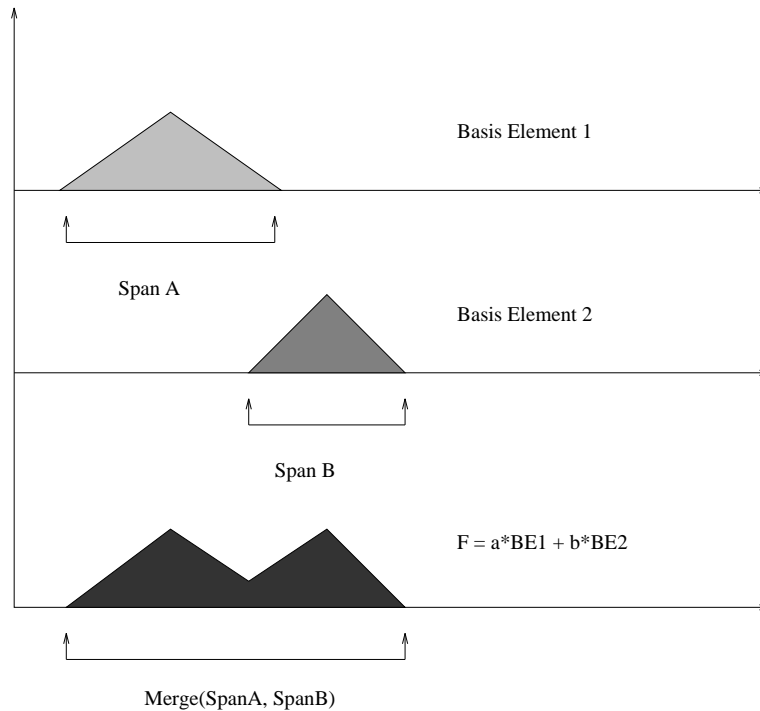 Basis Element 1
Span A
Basis Element 2
Span B
F = a*BE1 + b*BE2
Merge(SpanA, SpanB)